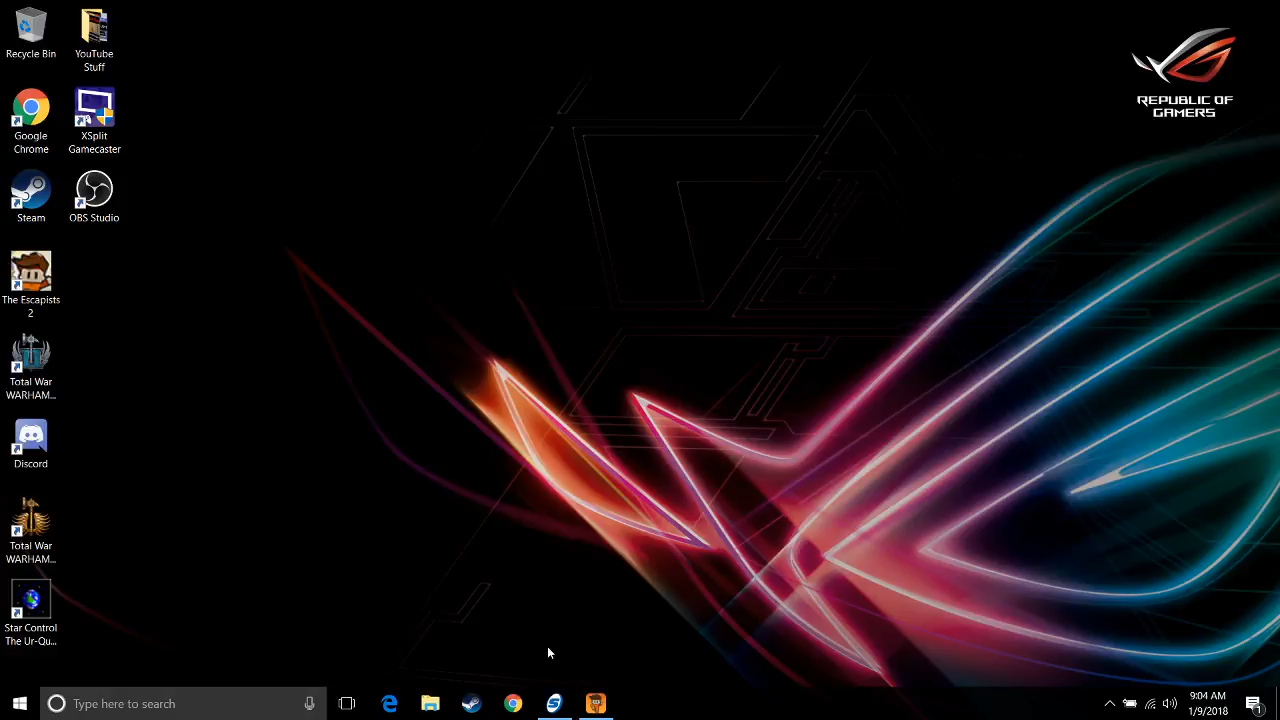 Recycle Bin
YouTube
Stuff
Google
Chrome
XSplit
Gamecaster
Steam
OBS Studio
The Escapists
2
Total War
WARHAM...
Discord
Total War
WARHAM...
Star Control
The Ur-Qu...
REPUBLIC OF
GAMERS
Type here to search
9:04 AM
1/9/2018
1